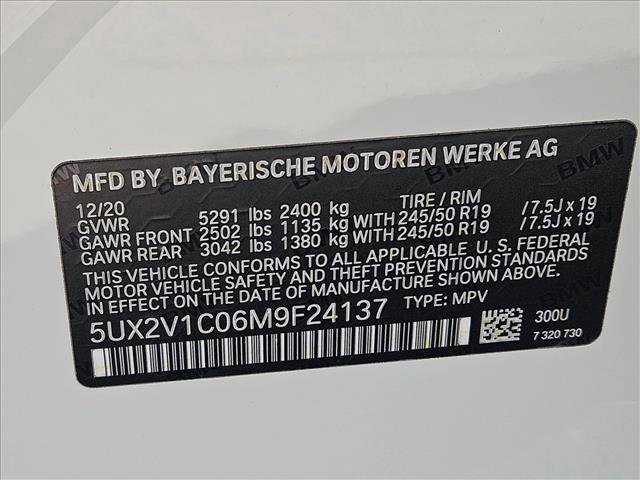 MFD BY BAYERISCHE MOTOREN WERKE AG
12/20 TIRE / RIM
GVWR 5291 lbs 2400 kg
GAWR FRONT 2502 lbs 1135 kg WITH 245/50 R19 /7.5J x 19
GAWR REAR 3042 lbs 1380 kg WITH 245/50 R19 /7.5J x 19
THIS VEHICLE CONFORMS TO ALL APPLICABLE U.S. FEDERAL
MOTOR VEHICLE SAFETY AND THEFT PREVENTION STANDARDS
IN EFFECT ON THE DATE OF MANUFACTURE SHOWN ABOVE.
5UX2V1C06M9F24137 TYPE: MPV 300U
7 320 730
BMW